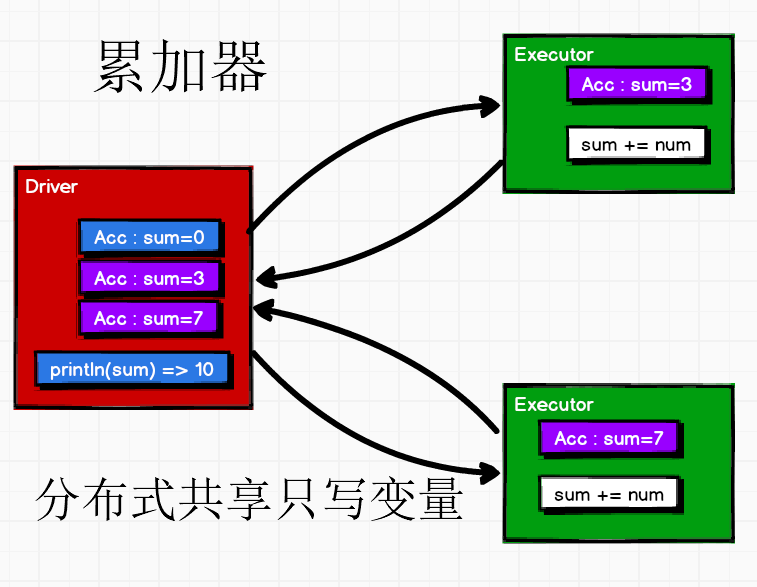 累加器
Driver
Acc : sum=0
Acc : sum=3
Acc : sum=7
println(sum) => 10
Executor
Acc : sum=3
sum += num
Executor
Acc : sum=7
sum += num
分布式共享只写变量